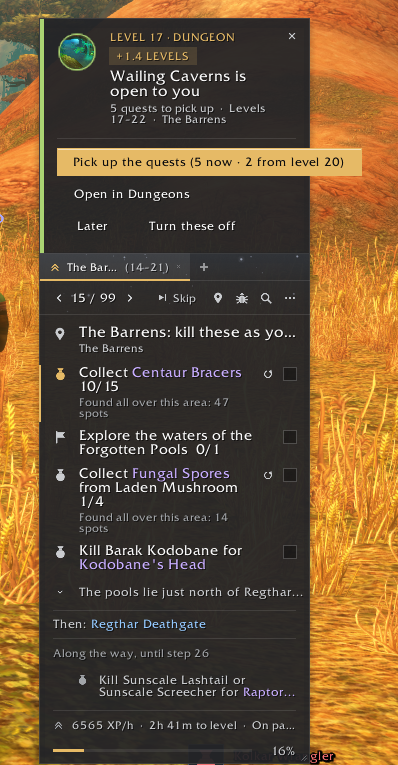 LEVEL 17 · DUNGEON
+1.4 LEVELS
Wailing Caverns is
open to you
5 quests to pick up · Levels
17–22 · The Barrens
Pick up the quests (5 now · 2 from level 20)
Open in Dungeons
Later Turn these off
The Bar... (14–21)
15 / 99 Skip
The Barrens: kill these as yo...
The Barrens
Collect Centaur Bracers
10/15
Found all over this area: 47
spots
Explore the waters of the
Forgotten Pools 0/1
Collect Fungal Spores
from Laden Mushroom
1/4
Found all over this area: 14
spots
Kill Barak Kodobane for
Kodobane's Head
The pools lie just north of Regthar...
Then: Regthar Deathgate
Along the way, until step 26
Kill Sunscale Lashtail or
Sunscale Screecher for Raptor...
6565 XP/h · 2h 41m to level · On pa...
16%